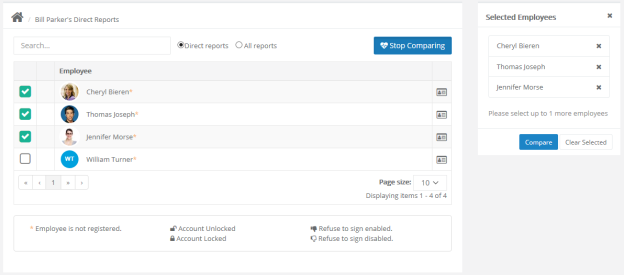 / Bill Parker's Direct Reports
Search...
Direct reports
All reports
Stop Comparing
Employee
Cheryl Bieren*
Thomas Joseph*
Jennifer Morse*
WT William Turner*
« ‹ 1 » ›
Page size: 10
Displaying items 1 - 4 of 4
* Employee is not registered.
Account Unlocked
Account Locked
Refuse to sign enabled.
Refuse to sign disabled.
Selected Employees ×
Cheryl Bieren ×
Thomas Joseph ×
Jennifer Morse ×
Please select up to 1 more employees
Compare
Clear Selected